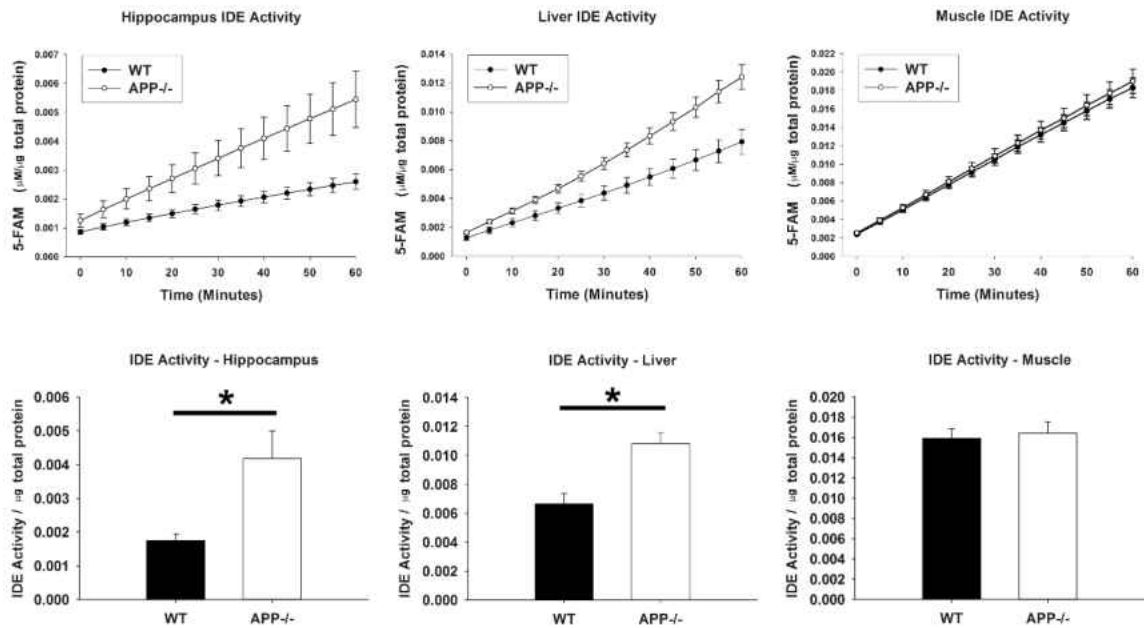 Hippocampus IDE Activity
5-FAM (μM/μg total protein)
0.007
0.006
0.005
0.004
0.003
0.002
0.001
0.000
WT
APP-/-
0 10 20 30 40 50 60
Time (Minutes)
Liver IDE Activity
5-FAM (μM/μg total protein)
0.014
0.012
0.010
0.008
0.006
0.004
0.002
0.000
WT
APP-/-
0 10 20 30 40 50 60
Time (Minutes)
Muscle IDE Activity
5-FAM (μM/μg total protein)
0.022
0.020
0.018
0.016
0.014
0.012
0.010
0.008
0.006
0.004
0.002
0.000
WT
APP-/-
0 10 20 30 40 50 60
Time (Minutes)
IDE Activity - Hippocampus
IDE Activity / μg total protein
0.006
0.005
0.004
0.003
0.002
0.001
0.000
*
WT APP-/-
IDE Activity - Liver
IDE Activity / μg total protein
0.014
0.012
0.010
0.008
0.006
0.004
0.002
0.000
*
WT APP-/-
IDE Activity - Muscle
IDE Activity / μg total protein
0.020
0.018
0.016
0.014
0.012
0.010
0.008
0.006
0.004
0.002
0.000
WT APP-/-